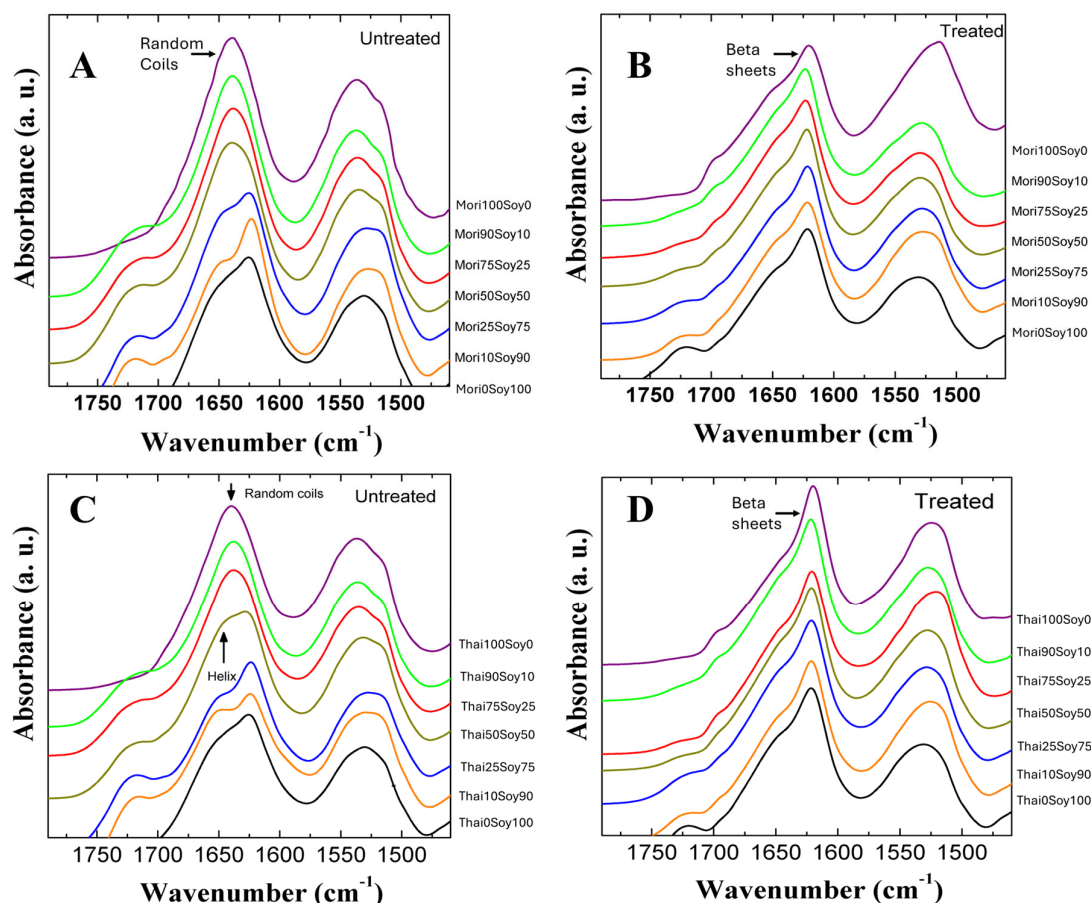 A
Random
Coils
Untreated
Absorbance (a. u.)
Mori100Soy0
Mori90Soy10
Mori75Soy25
Mori50Soy50
Mori25Soy75
Mori10Soy90
Mori0Soy100
1750 1700 1650 1600 1550 1500
Wavenumber (cm-1)
B
Beta
sheets
Treated
Absorbance (a. u.)
Mori100Soy0
Mori90Soy10
Mori75Soy25
Mori50Soy50
Mori25Soy75
Mori10Soy90
Mori0Soy100
1750 1700 1650 1600 1550 1500
Wavenumber (cm-1)
C
Random coils
Untreated
Helix
Absorbance (a. u.)
Thai100Soy0
Thai90Soy10
Thai75Soy25
Thai50Soy50
Thai25Soy75
Thai10Soy90
Thai0Soy100
1750 1700 1650 1600 1550 1500
Wavenumber (cm-1)
D
Beta
sheets
Treated
Absorbance (a. u.)
Thai100Soy0
Thai90Soy10
Thai75Soy25
Thai50Soy50
Thai25Soy75
Thai10Soy90
Thai0Soy100
1750 1700 1650 1600 1550 1500
Wavenumber (cm-1)